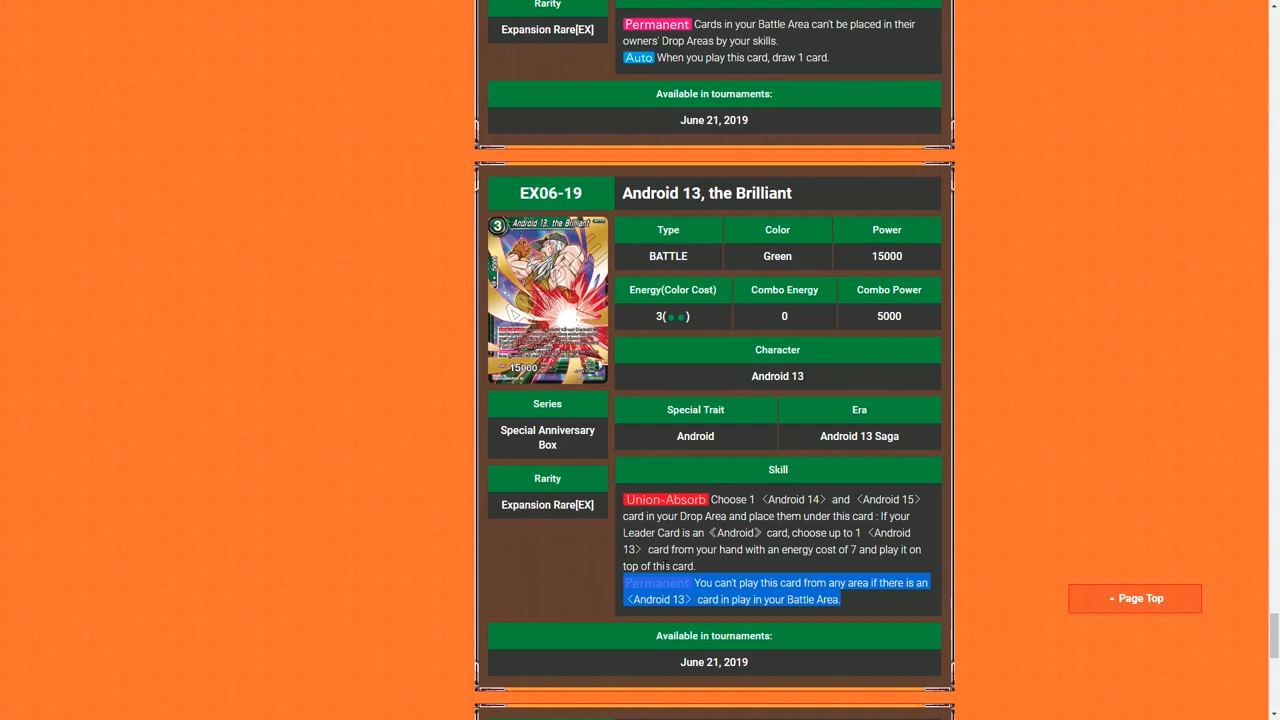 Rarity
Expansion Rare[EX]
Permanent Cards in your Battle Area can't be placed in their
owners' Drop Areas by your skills.
Auto When you play this card, draw 1 card.
Available in tournaments:
June 21, 2019
EX06-19
Android 13, the Brilliant
3 Android 13, the Brilliant
15000
Series
Special Anniversary
Box
Rarity
Expansion Rare[EX]
Type Color Power
BATTLE Green 15000
Energy(Color Cost) Combo Energy Combo Power
3(●●) 0 5000
Character
Android 13
Special Trait Era
Android Android 13 Saga
Skill
Union-Absorb Choose 1 〈Android 14〉 and 〈Android 15〉
card in your Drop Area and place them under this card : If your
Leader Card is an 《Android》 card, choose up to 1 〈Android
13〉 card from your hand with an energy cost of 7 and play it on
top of this card.
Permanent You can't play this card from any area if there is an
〈Android 13〉 card in play in your Battle Area.
Available in tournaments:
June 21, 2019
Page Top